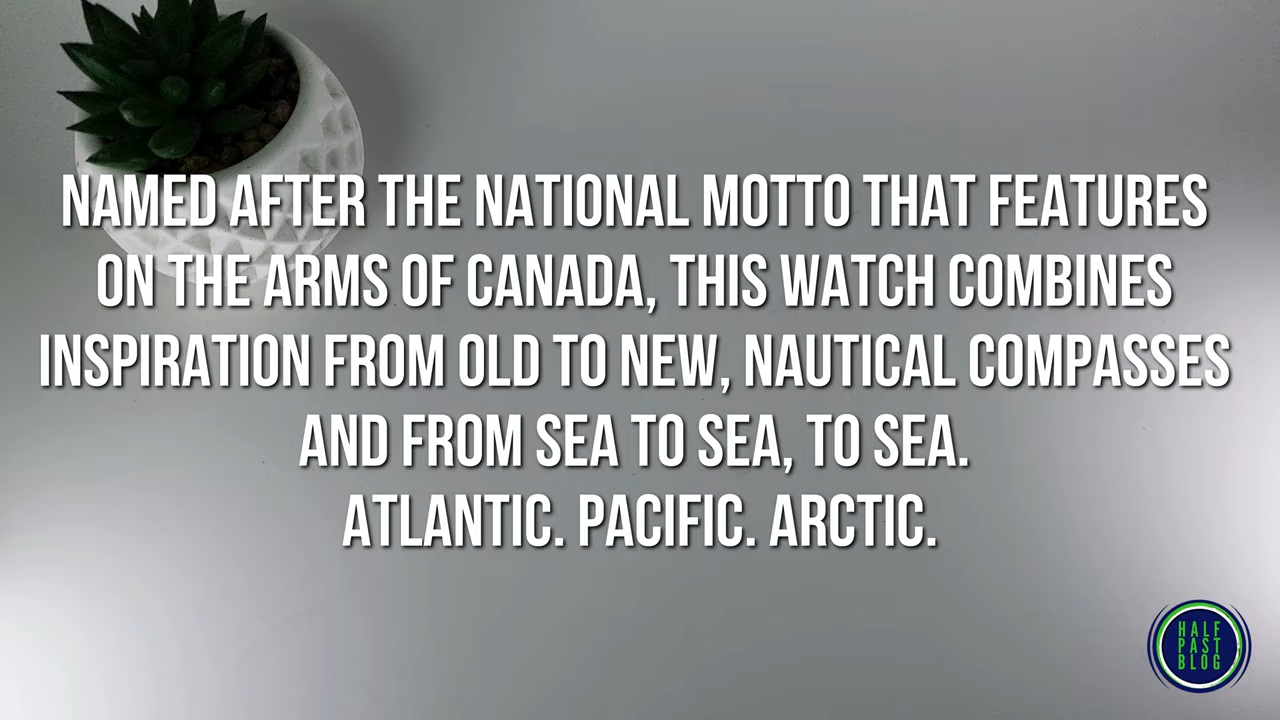 NAMED AFTER THE NATIONAL MOTTO THAT FEATURES
ON THE ARMS OF CANADA, THIS WATCH COMBINES
INSPIRATION FROM OLD TO NEW, NAUTICAL COMPASSES
AND FROM SEA TO SEA, TO SEA.
ATLANTIC. PACIFIC. ARCTIC.
HALF
PAST
BLOG